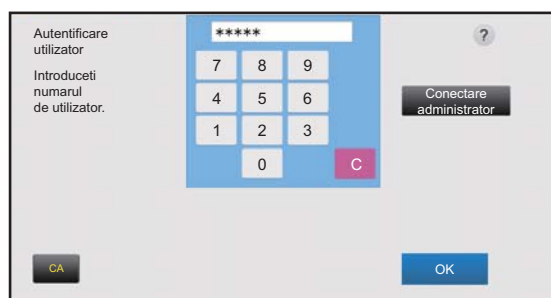 Autentificare
utilizator
Introduceti
numarul
de utilizator.
*****
7 8 9
4 5 6
1 2 3
0 C
?
Conectare
administrator
CA
OK